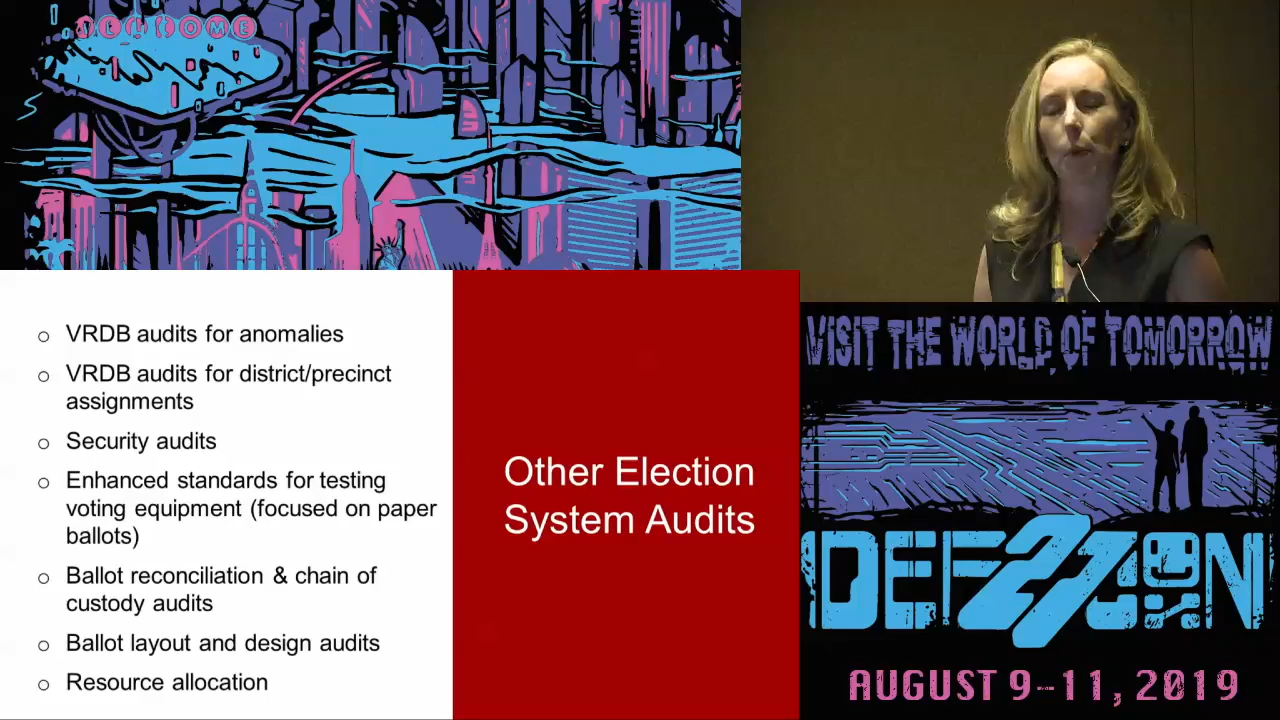 WELCOME
VRDB audits for anomalies
VRDB audits for district/precinct
assignments
Security audits
Enhanced standards for testing
voting equipment (focused on paper
ballots)
Ballot reconciliation & chain of
custody audits
Ballot layout and design audits
Resource allocation
Other Election
System Audits
VISIT THE WORLD OF TOMORROW
DEF27CON
AUGUST 9-11, 2019